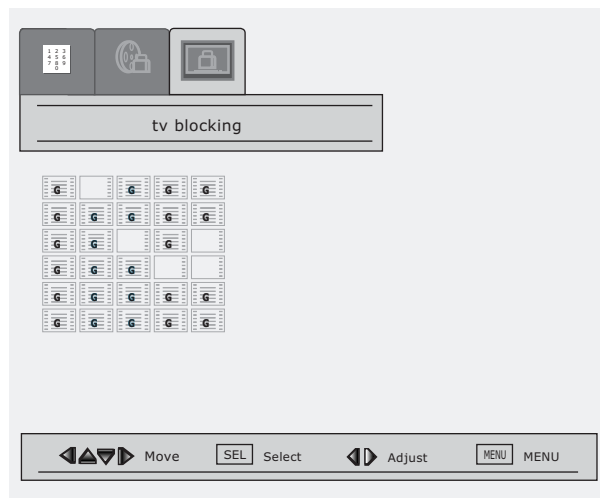 1 2 3
4 5 6
7 8 9
0
tv blocking
G G G G
G G G G G
G G G
G G G
G G G G G
G G G G G
Move SEL Select Adjust MENU MENU